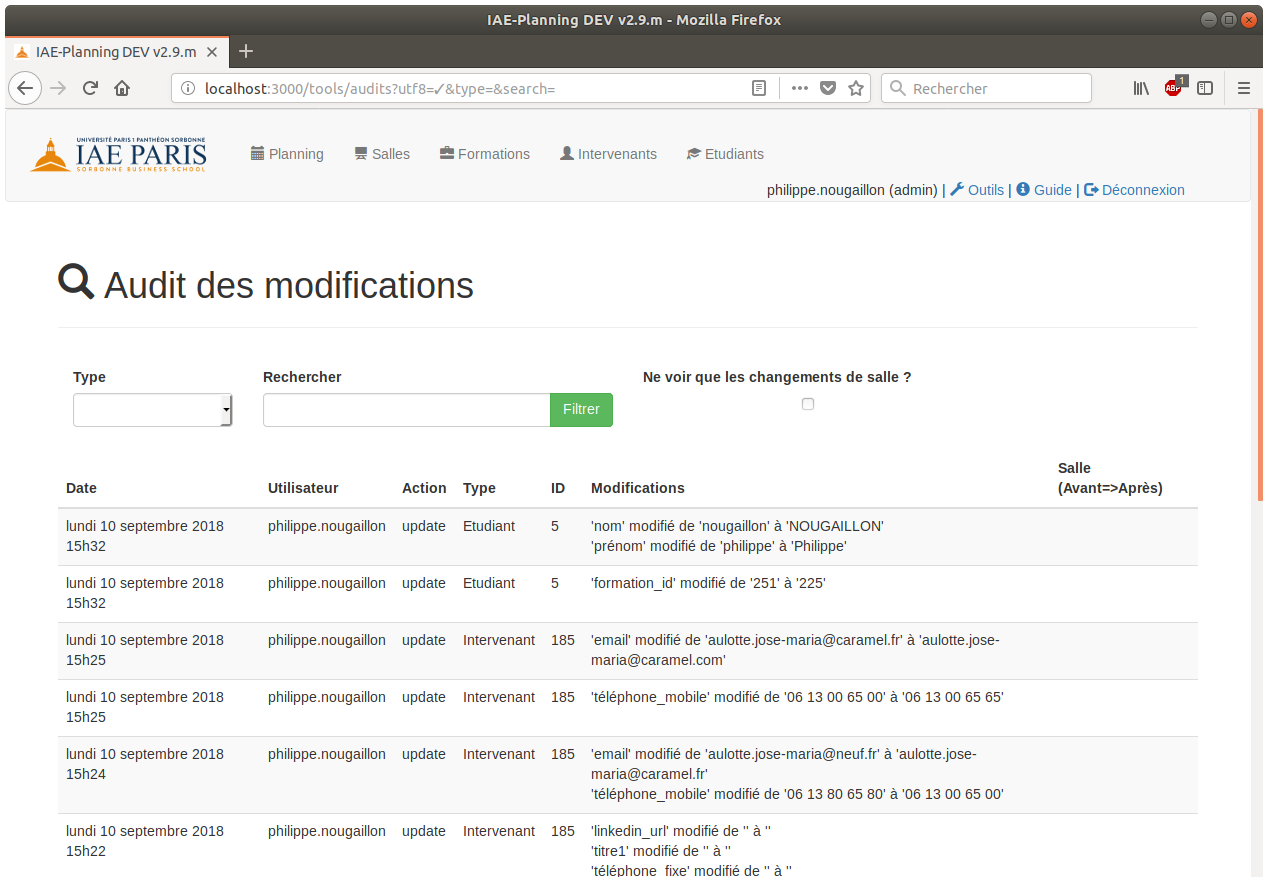 IAE-Planning DEV v2.9.m - Mozilla Firefox
IAE-Planning DEV v2.9.m
localhost:3000/tools/audits?utf8=✓&type=&search=
Rechercher
ABP
1
UNIVERSITÉ PARIS 1 PANTHÉON SORBONNE
IAE PARIS
SORBONNE BUSINESS SCHOOL
Planning
Salles
Formations
Intervenants
Etudiants
philippe.nougaillon (admin) | Outils | Guide | Déconnexion
Audit des modifications
Type
Rechercher
Ne voir que les changements de salle ?
Filtrer
Salle
Date Utilisateur Action Type ID Modifications (Avant=>Après)
lundi 10 septembre 2018 philippe.nougaillon update Etudiant 5 'nom' modifié de 'nougaillon' à 'NOUGAILLON'
15h32 'prénom' modifié de 'philippe' à 'Philippe'
lundi 10 septembre 2018 philippe.nougaillon update Etudiant 5 'formation_id' modifié de '251' à '225'
15h32
lundi 10 septembre 2018 philippe.nougaillon update Intervenant 185 'email' modifié de 'aulotte.jose-maria@caramel.fr' à 'aulotte.jose-
15h25 maria@caramel.com'
lundi 10 septembre 2018 philippe.nougaillon update Intervenant 185 'téléphone_mobile' modifié de '06 13 00 65 00' à '06 13 00 65 65'
15h25
lundi 10 septembre 2018 philippe.nougaillon update Intervenant 185 'email' modifié de 'aulotte.jose-maria@neuf.fr' à 'aulotte.jose-
15h24 maria@caramel.fr'
'téléphone_mobile' modifié de '06 13 80 65 80' à '06 13 00 65 00'
lundi 10 septembre 2018 philippe.nougaillon update Intervenant 185 'linkedin_url' modifié de '' à ''
15h22 'titre1' modifié de '' à ''
'téléphone_fixe' modifié de '' à ''